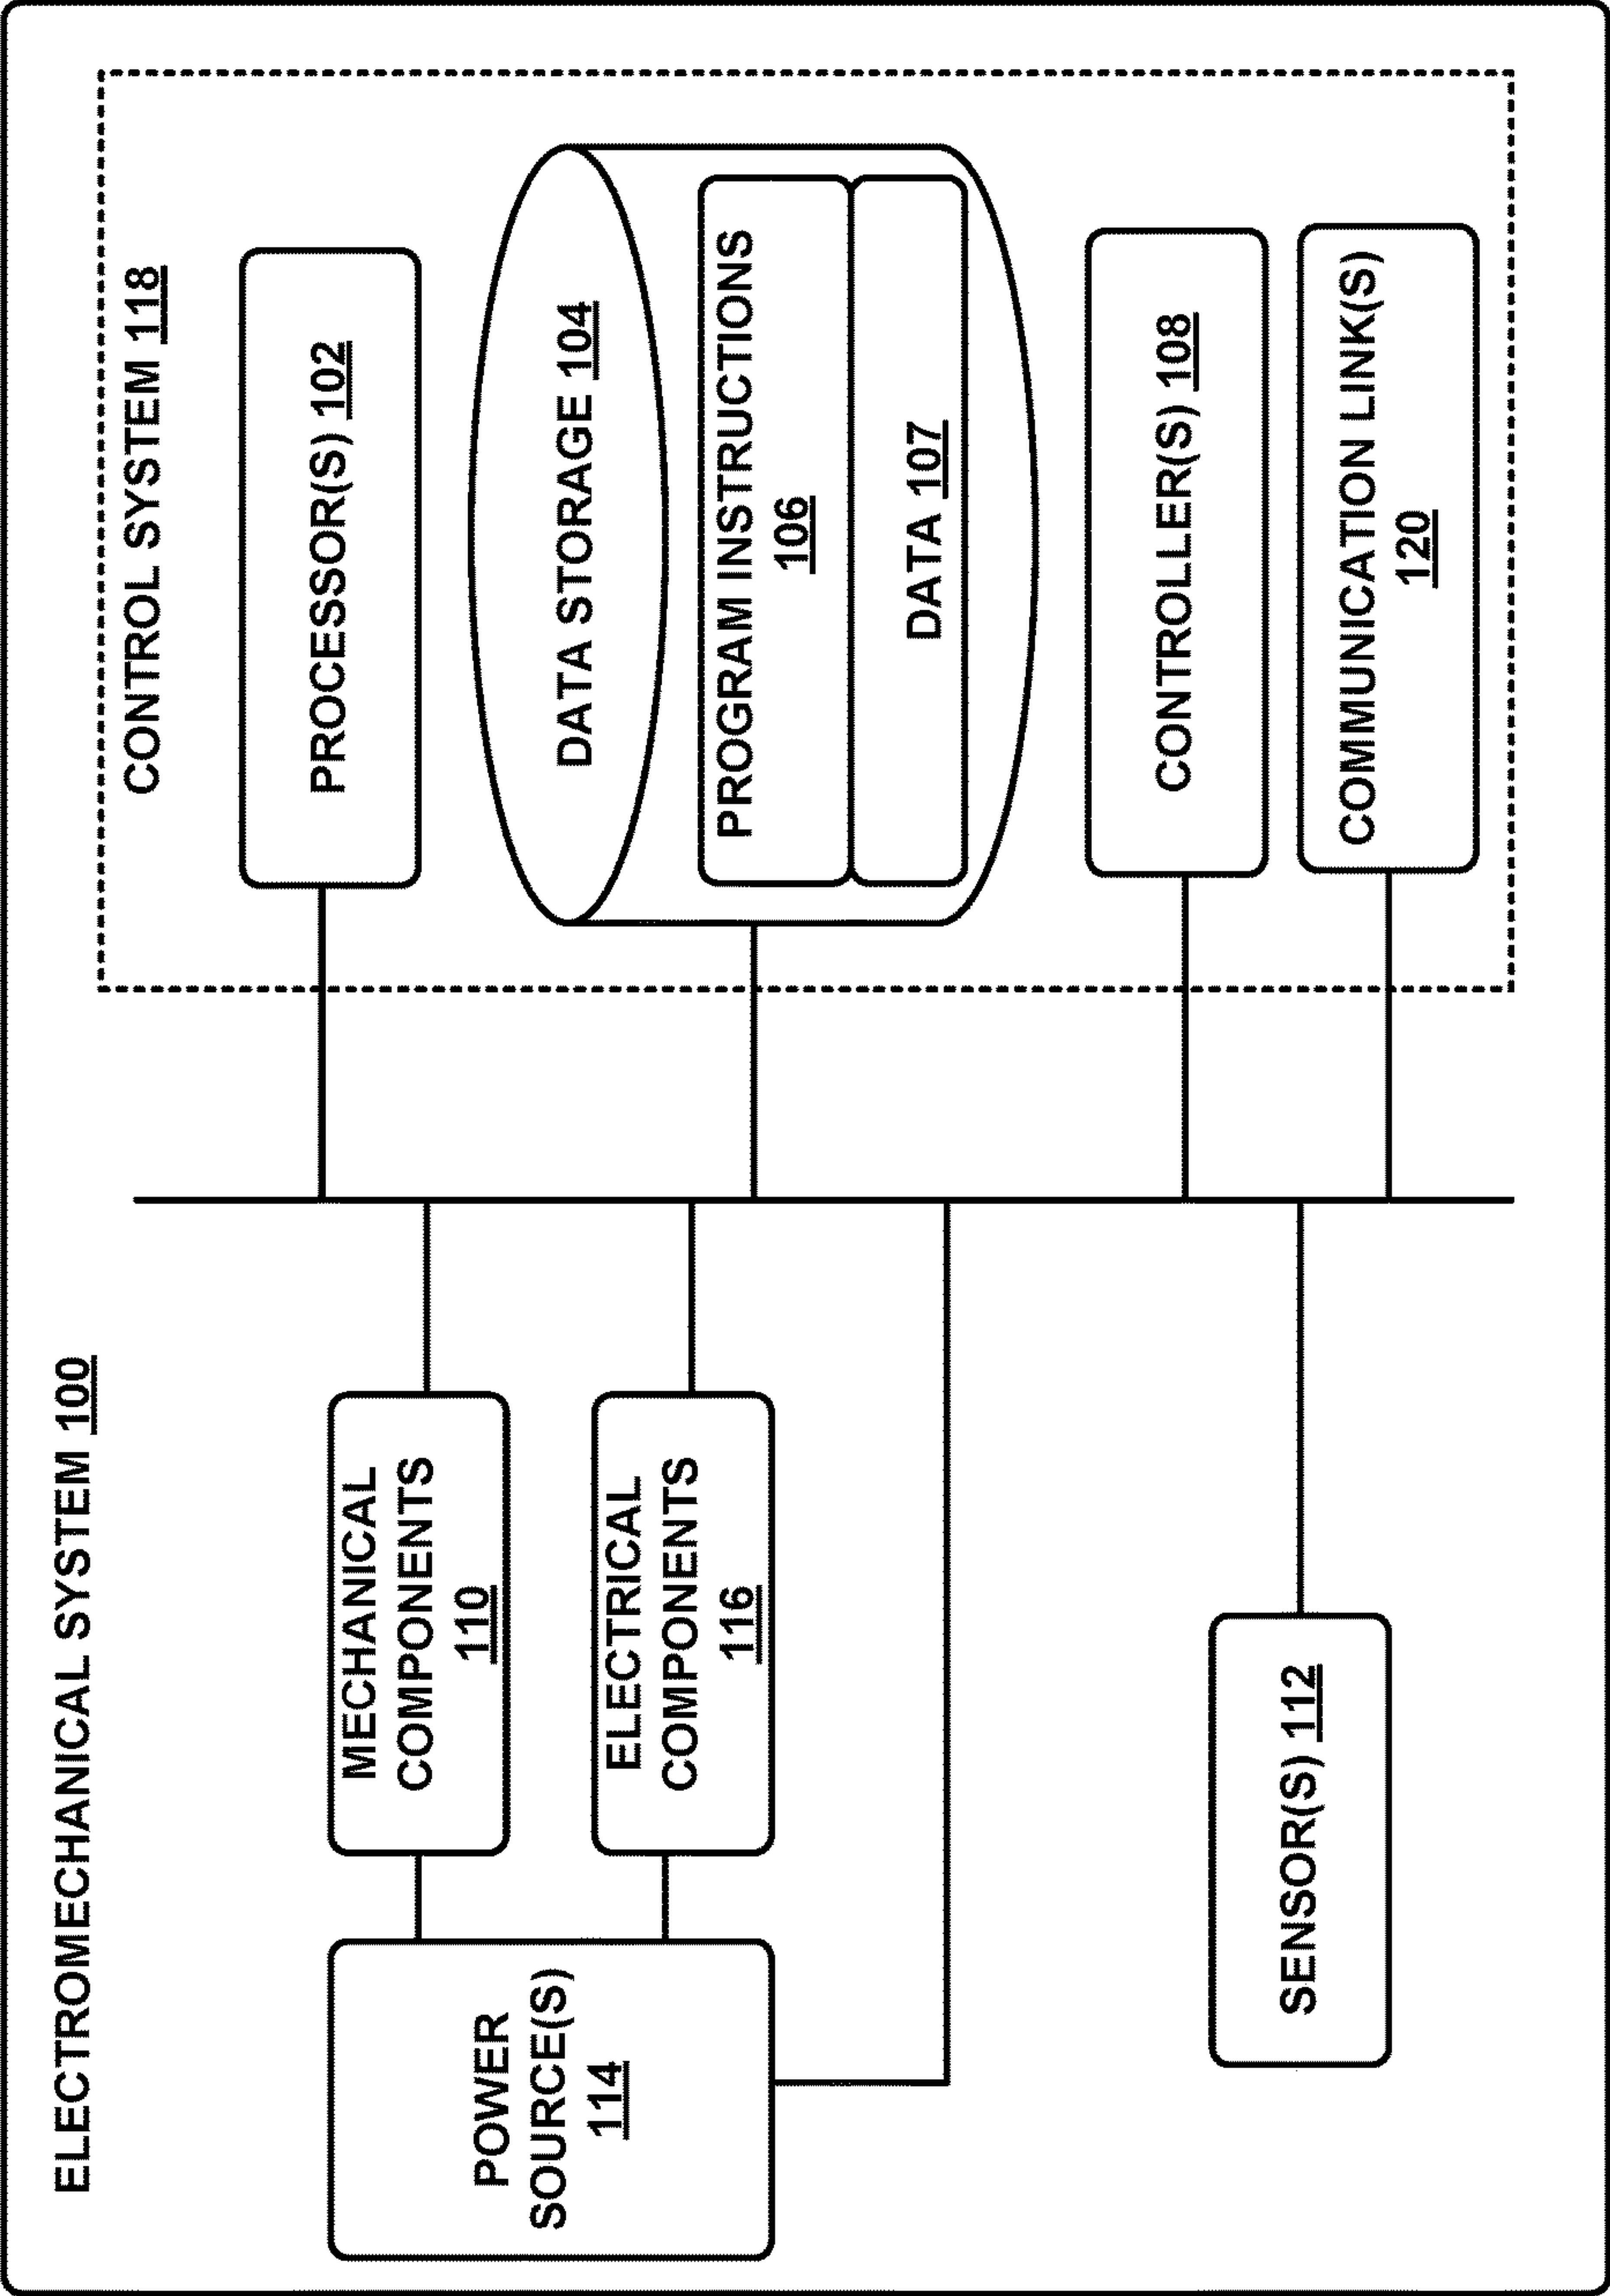 ELECTROMECHANICAL SYSTEM 100
CONTROL SYSTEM 118
POWER
SOURCE(S)
114
MECHANICAL
COMPONENTS
110
ELECTRICAL
COMPONENTS
116
SENSOR(S) 112
PROCESSOR(S) 102
DATA STORAGE 104
PROGRAM INSTRUCTIONS
106
DATA 107
CONTROLLER(S) 108
COMMUNICATION LINK(S)
120